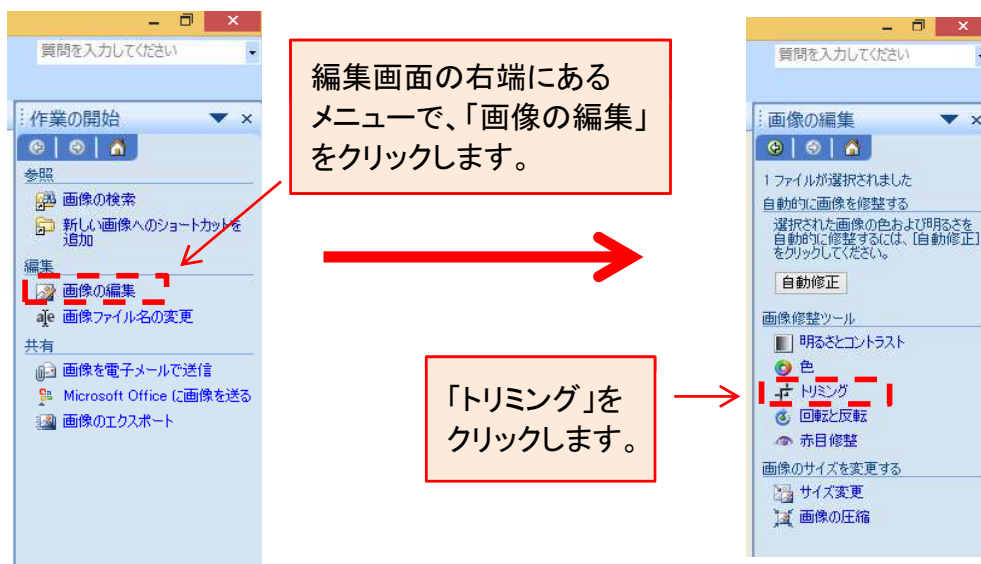 質問を入力してください
作業の開始
参照
画像の検索
新しい画像へのショートカットを
追加
編集
画像の編集
aje 画像ファイル名の変更
共有
画像を電子メールで送信
Microsoft Office に画像を送る
画像のエクスポート
編集画面の右端にある
メニューで、「画像の編集」
をクリックします。
「トリミング」を
クリックします。
質問を入力してください
画像の編集
1 ファイルが選択されました
自動的に画像を修整する
選択された画像の色および明るさを
自動的に修整するには、[自動修正]
をクリックしてください。
自動修正
画像修整ツール
明るさとコントラスト
色
トリミング
回転と反転
赤目修整
画像のサイズを変更する
サイズ変更
画像の圧縮